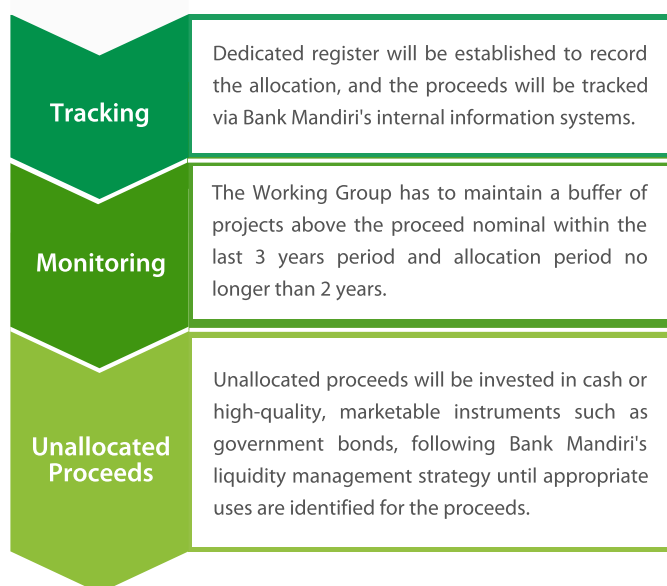 Tracking
Dedicated register will be established to record
the allocation, and the proceeds will be tracked
via Bank Mandiri's internal information systems.
Monitoring
The Working Group has to maintain a buffer of
projects above the proceed nominal within the
last 3 years period and allocation period no
longer than 2 years.
Unallocated
Proceeds
Unallocated proceeds will be invested in cash or
high-quality, marketable instruments such as
government bonds, following Bank Mandiri's
liquidity management strategy until appropriate
uses are identified for the proceeds.